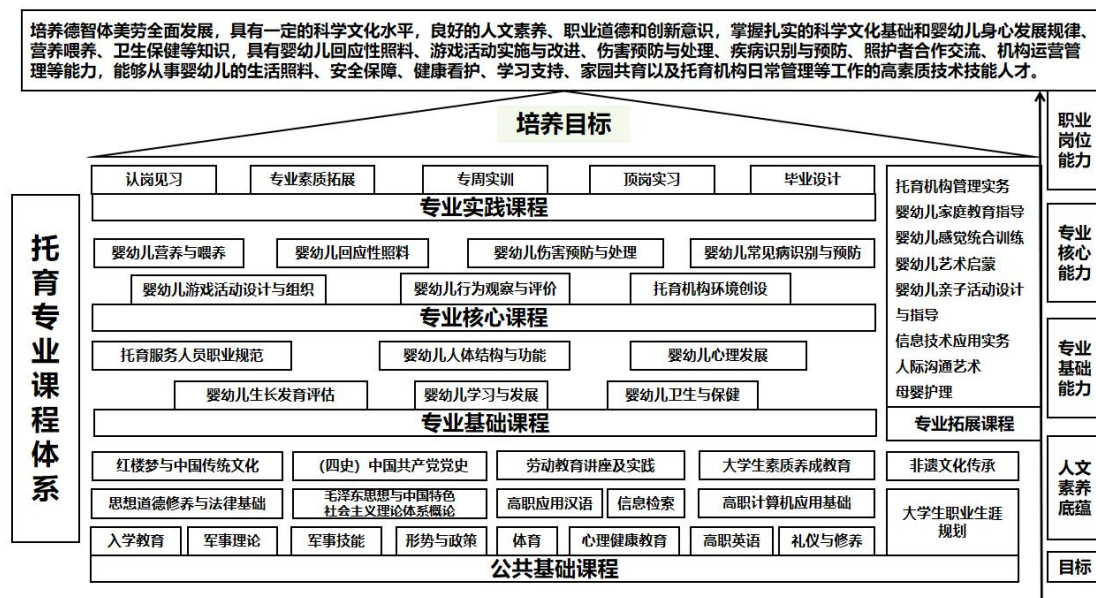 培养德智体美劳全面发展，具有一定的科学文化水平，良好的人文素养、职业道德和创新意识，掌握扎实的科学文化基础和婴幼儿身心发展规律、
营养喂养、卫生保健等知识，具有婴幼儿回应性照料、游戏活动实施与改进、伤害预防与处理、疾病识别与预防、照护者合作交流、机构运营管
理等能力，能够从事婴幼儿的生活照料、安全保障、健康看护、学习支持、家园共育以及托育机构日常管理等工作的高素质技术技能人才。
培养目标
托育专业课程体系
认岗见习
专业素质拓展
专周实训
顶岗实习
毕业设计
专业实践课程
婴幼儿营养与喂养
婴幼儿回应性照料
婴幼儿伤害预防与处理
婴幼儿常见病识别与预防
婴幼儿游戏活动设计与组织
婴幼儿行为观察与评价
托育机构环境创设
专业核心课程
托育服务人员职业规范
婴幼儿人体结构与功能
婴幼儿心理发展
婴幼儿生长发育评估
婴幼儿学习与发展
婴幼儿卫生与保健
专业基础课程
托育机构管理实务
婴幼儿家庭教育指导
婴幼儿感觉统合训练
婴幼儿艺术启蒙
婴幼儿亲子活动设计
与指导
信息技术应用实务
人际沟通艺术
母婴护理
专业拓展课程
红楼梦与中国传统文化
（四史）中国共产党党史
劳动教育讲座及实践
大学生素质养成教育
非遗文化传承
思想道德修养与法律基础
毛泽东思想与中国特色
社会主义理论体系概论
高职应用汉语
信息检索
高职计算机应用基础
大学生职业生涯
规划
入学教育
军事理论
军事技能
形势与政策
体育
心理健康教育
高职英语
礼仪与修养
公共基础课程
职业
岗位
能力
专业
核心
能力
专业
基础
能力
人文
素养
底蕴
目标